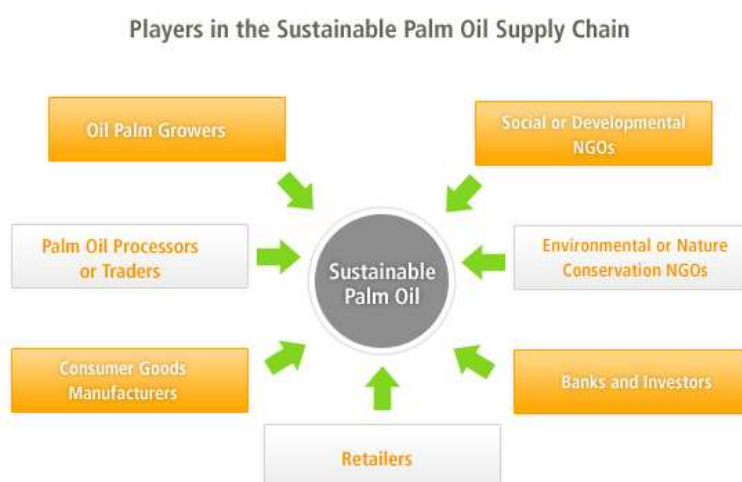 Players in the Sustainable Palm Oil Supply Chain
Oil Palm Growers
Social or Developmental
NGOs
Palm Oil Processors
or Traders
Sustainable
Palm Oil
Environmental or Nature
Conservation NGOs
Consumer Goods
Manufacturers
Banks and Investors
Retailers